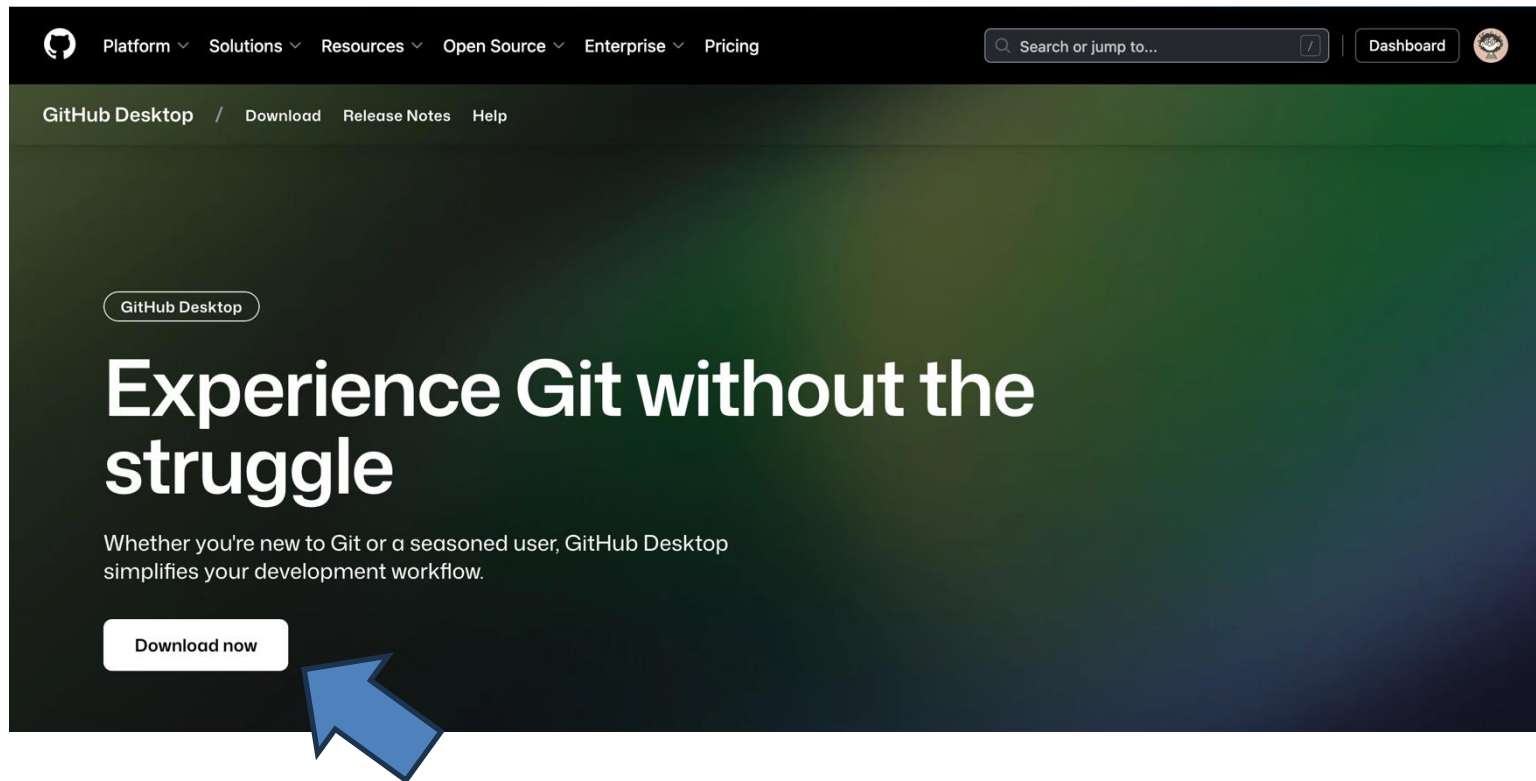 Platform Solutions Resources Open Source Enterprise Pricing Search or jump to... / Dashboard
GitHub Desktop / Download Release Notes Help
GitHub Desktop
Experience Git without the
struggle
Whether you're new to Git or a seasoned user, GitHub Desktop
simplifies your development workflow.
Download now